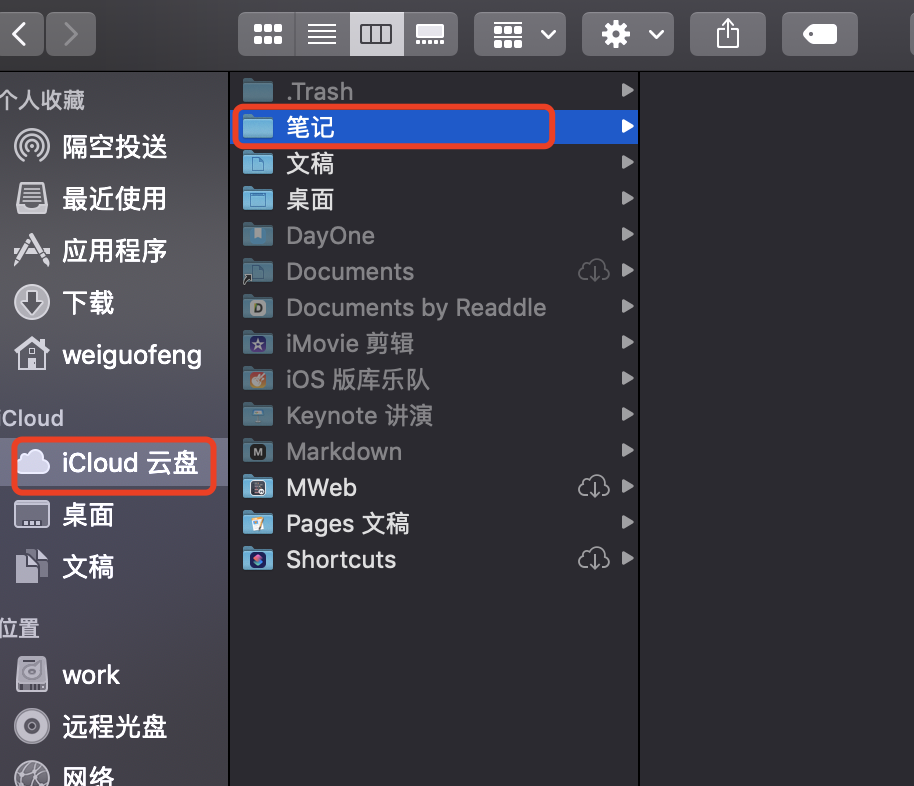 个人收藏
隔空投送
最近使用
应用程序
下载
weiguofeng
iCloud
iCloud 云盘
桌面
文稿
位置
work
远程光盘
网络
.Trash
笔记
文稿
桌面
DayOne
Documents
Documents by Readdle
iMovie 剪辑
iOS 版库乐队
Keynote 讲演
Markdown
MWeb
Pages 文稿
Shortcuts